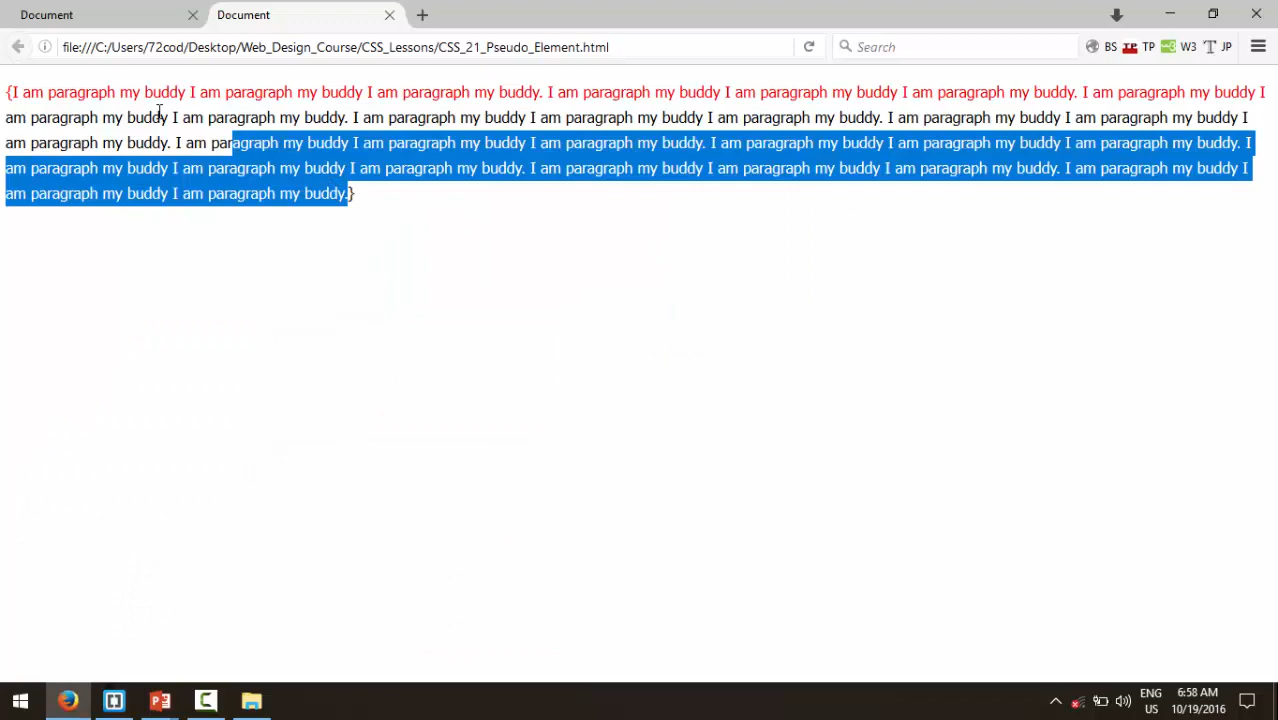 Document
Document
file:///C:/Users/72cod/Desktop/Web_Design_Course/CSS_Lessons/CSS_21_Pseudo_Element.html
Search
BS TP W3 JP
{I am paragraph my buddy I am paragraph my buddy I am paragraph my buddy. I am paragraph my buddy I am paragraph my buddy I am paragraph my buddy. I am paragraph my buddy I
am paragraph my buddy I am paragraph my buddy. I am paragraph my buddy I am paragraph my buddy I am paragraph my buddy. I am paragraph my buddy I am paragraph my buddy I
am paragraph my buddy. I am paragraph my buddy I am paragraph my buddy I am paragraph my buddy. I am paragraph my buddy I am paragraph my buddy I am paragraph my buddy. I
am paragraph my buddy I am paragraph my buddy I am paragraph my buddy. I am paragraph my buddy I am paragraph my buddy I am paragraph my buddy. I am paragraph my buddy I
am paragraph my buddy I am paragraph my buddy.}
ENG
US
6:58 AM
10/19/2016